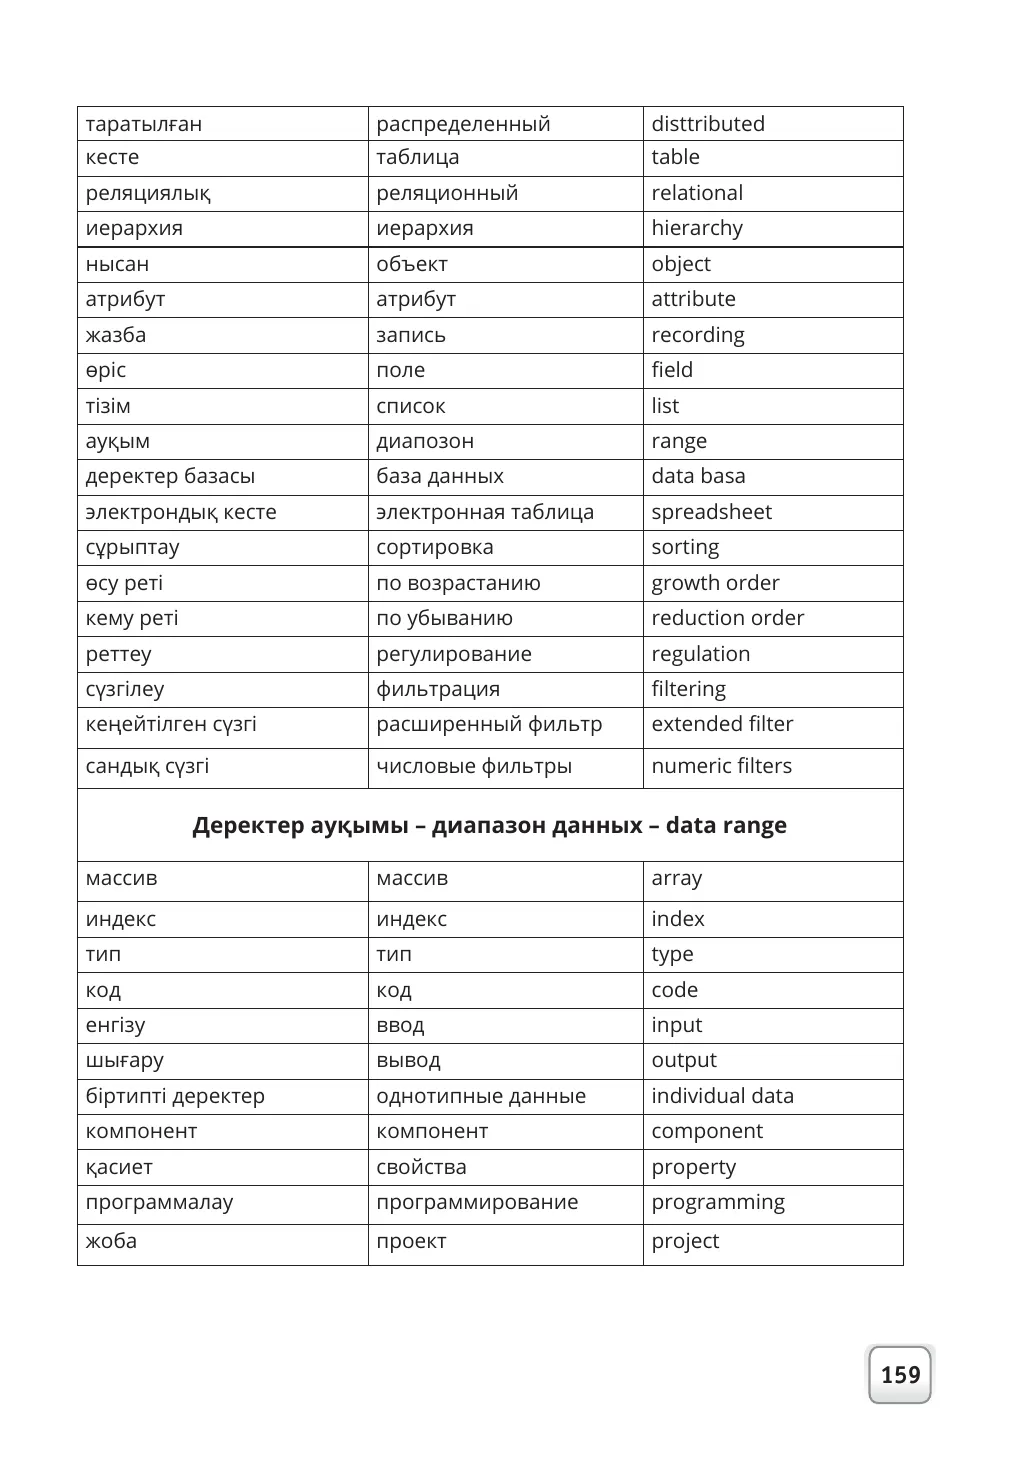 таратылған распределенный disttributed
кесте таблица table
реляциялық реляционный relational
иерархия иерархия hierarchy
нысан объект object
атрибут атрибут attribute
жазба запись recording
өріс поле field
тізім список list
ауқым диапозон range
деректер базасы база данных data basa
электрондық кесте электронная таблица spreadsheet
сұрыптау сортировка sorting
өсу реті по возрастанию growth order
кему реті по убыванию reduction order
реттеу регулирование regulation
сүзгілеу фильтрация filtering
кеңейтілген сүзгі расширенный фильтр extended filter
сандық сүзгі числовые фильтры numeric filters
Деректер ауқымы – диапазон данных – data range
массив массив array
индекс индекс index
тип тип type
код код code
енгізу ввод input
шығару вывод output
біртипті деректер однотипные данные individual data
компонент компонент component
қасиет свойства property
программалау программирование programming
жоба проект project
159